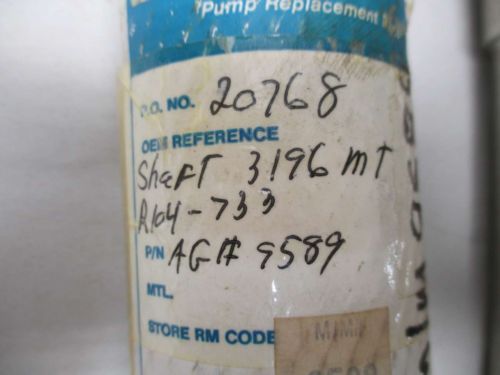 "Pump Replacement
P.O. NO. 20768
OEM REFERENCE
Shaft 3196 MT
R104-733
P/N AG# 9589
MTL.
STORE RM CODE